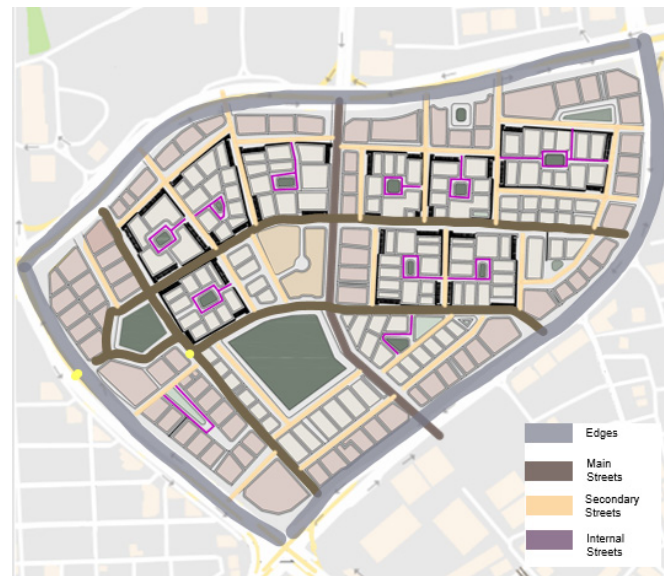 Edges
Main
Streets
Secondary
Streets
Internal
Streets